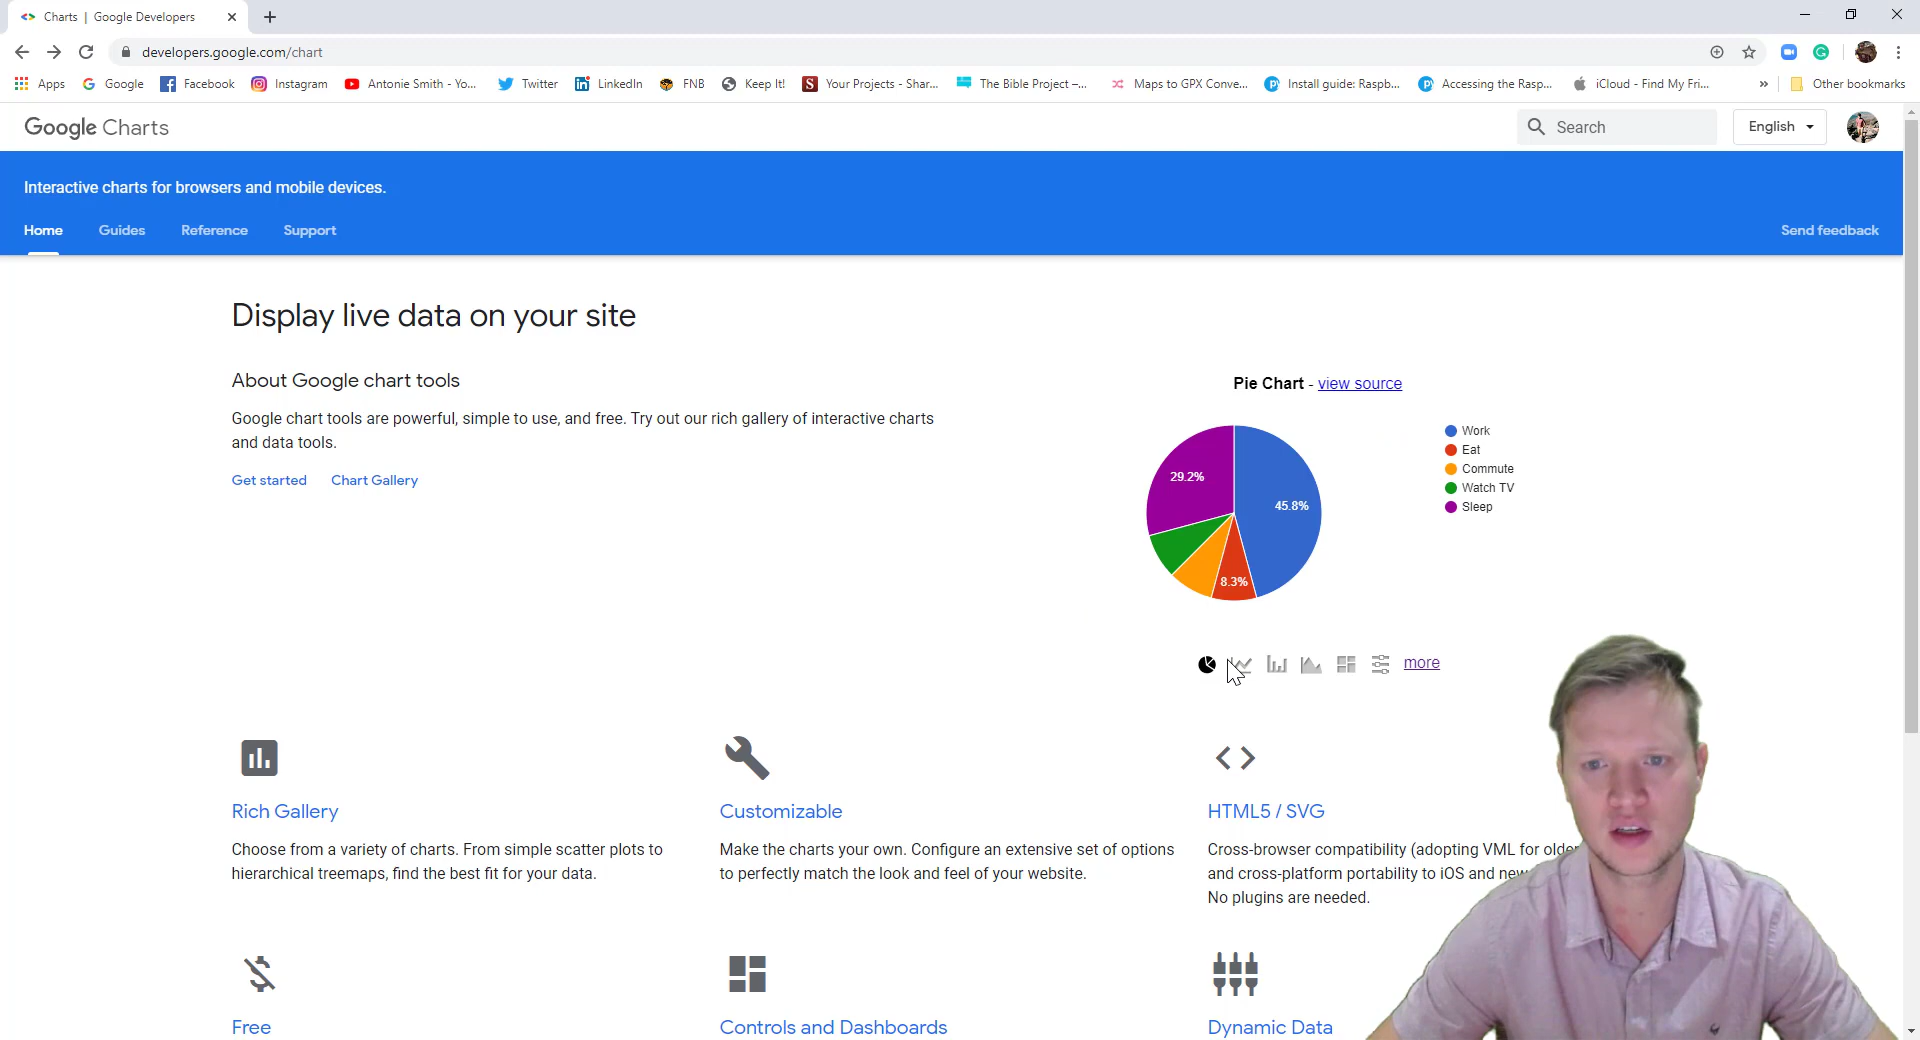 Charts | Google Developers
developers.google.com/chart
Apps Google Facebook Instagram Antonie Smith - Yo... Twitter LinkedIn FNB Keep It! Your Projects - Shar... The Bible Project –... Maps to GPX Conve... Install guide: Raspb... Accessing the Rasp... iCloud - Find My Fri... » Other bookmarks
Google Charts
Search
English
Interactive charts for browsers and mobile devices.
Home Guides Reference Support Send feedback
Display live data on your site
About Google chart tools
Google chart tools are powerful, simple to use, and free. Try out our rich gallery of interactive charts
and data tools.
Get started Chart Gallery
Pie Chart - view source
Work
Eat
Commute
Watch TV
Sleep
29.2%
45.8%
8.3%
more
Rich Gallery
Choose from a variety of charts. From simple scatter plots to
hierarchical treemaps, find the best fit for your data.
Customizable
Make the charts your own. Configure an extensive set of options
to perfectly match the look and feel of your website.
HTML5 / SVG
Cross-browser compatibility (adopting VML for older
and cross-platform portability to iOS and new
No plugins are needed.
Free
Controls and Dashboards
Dynamic Data